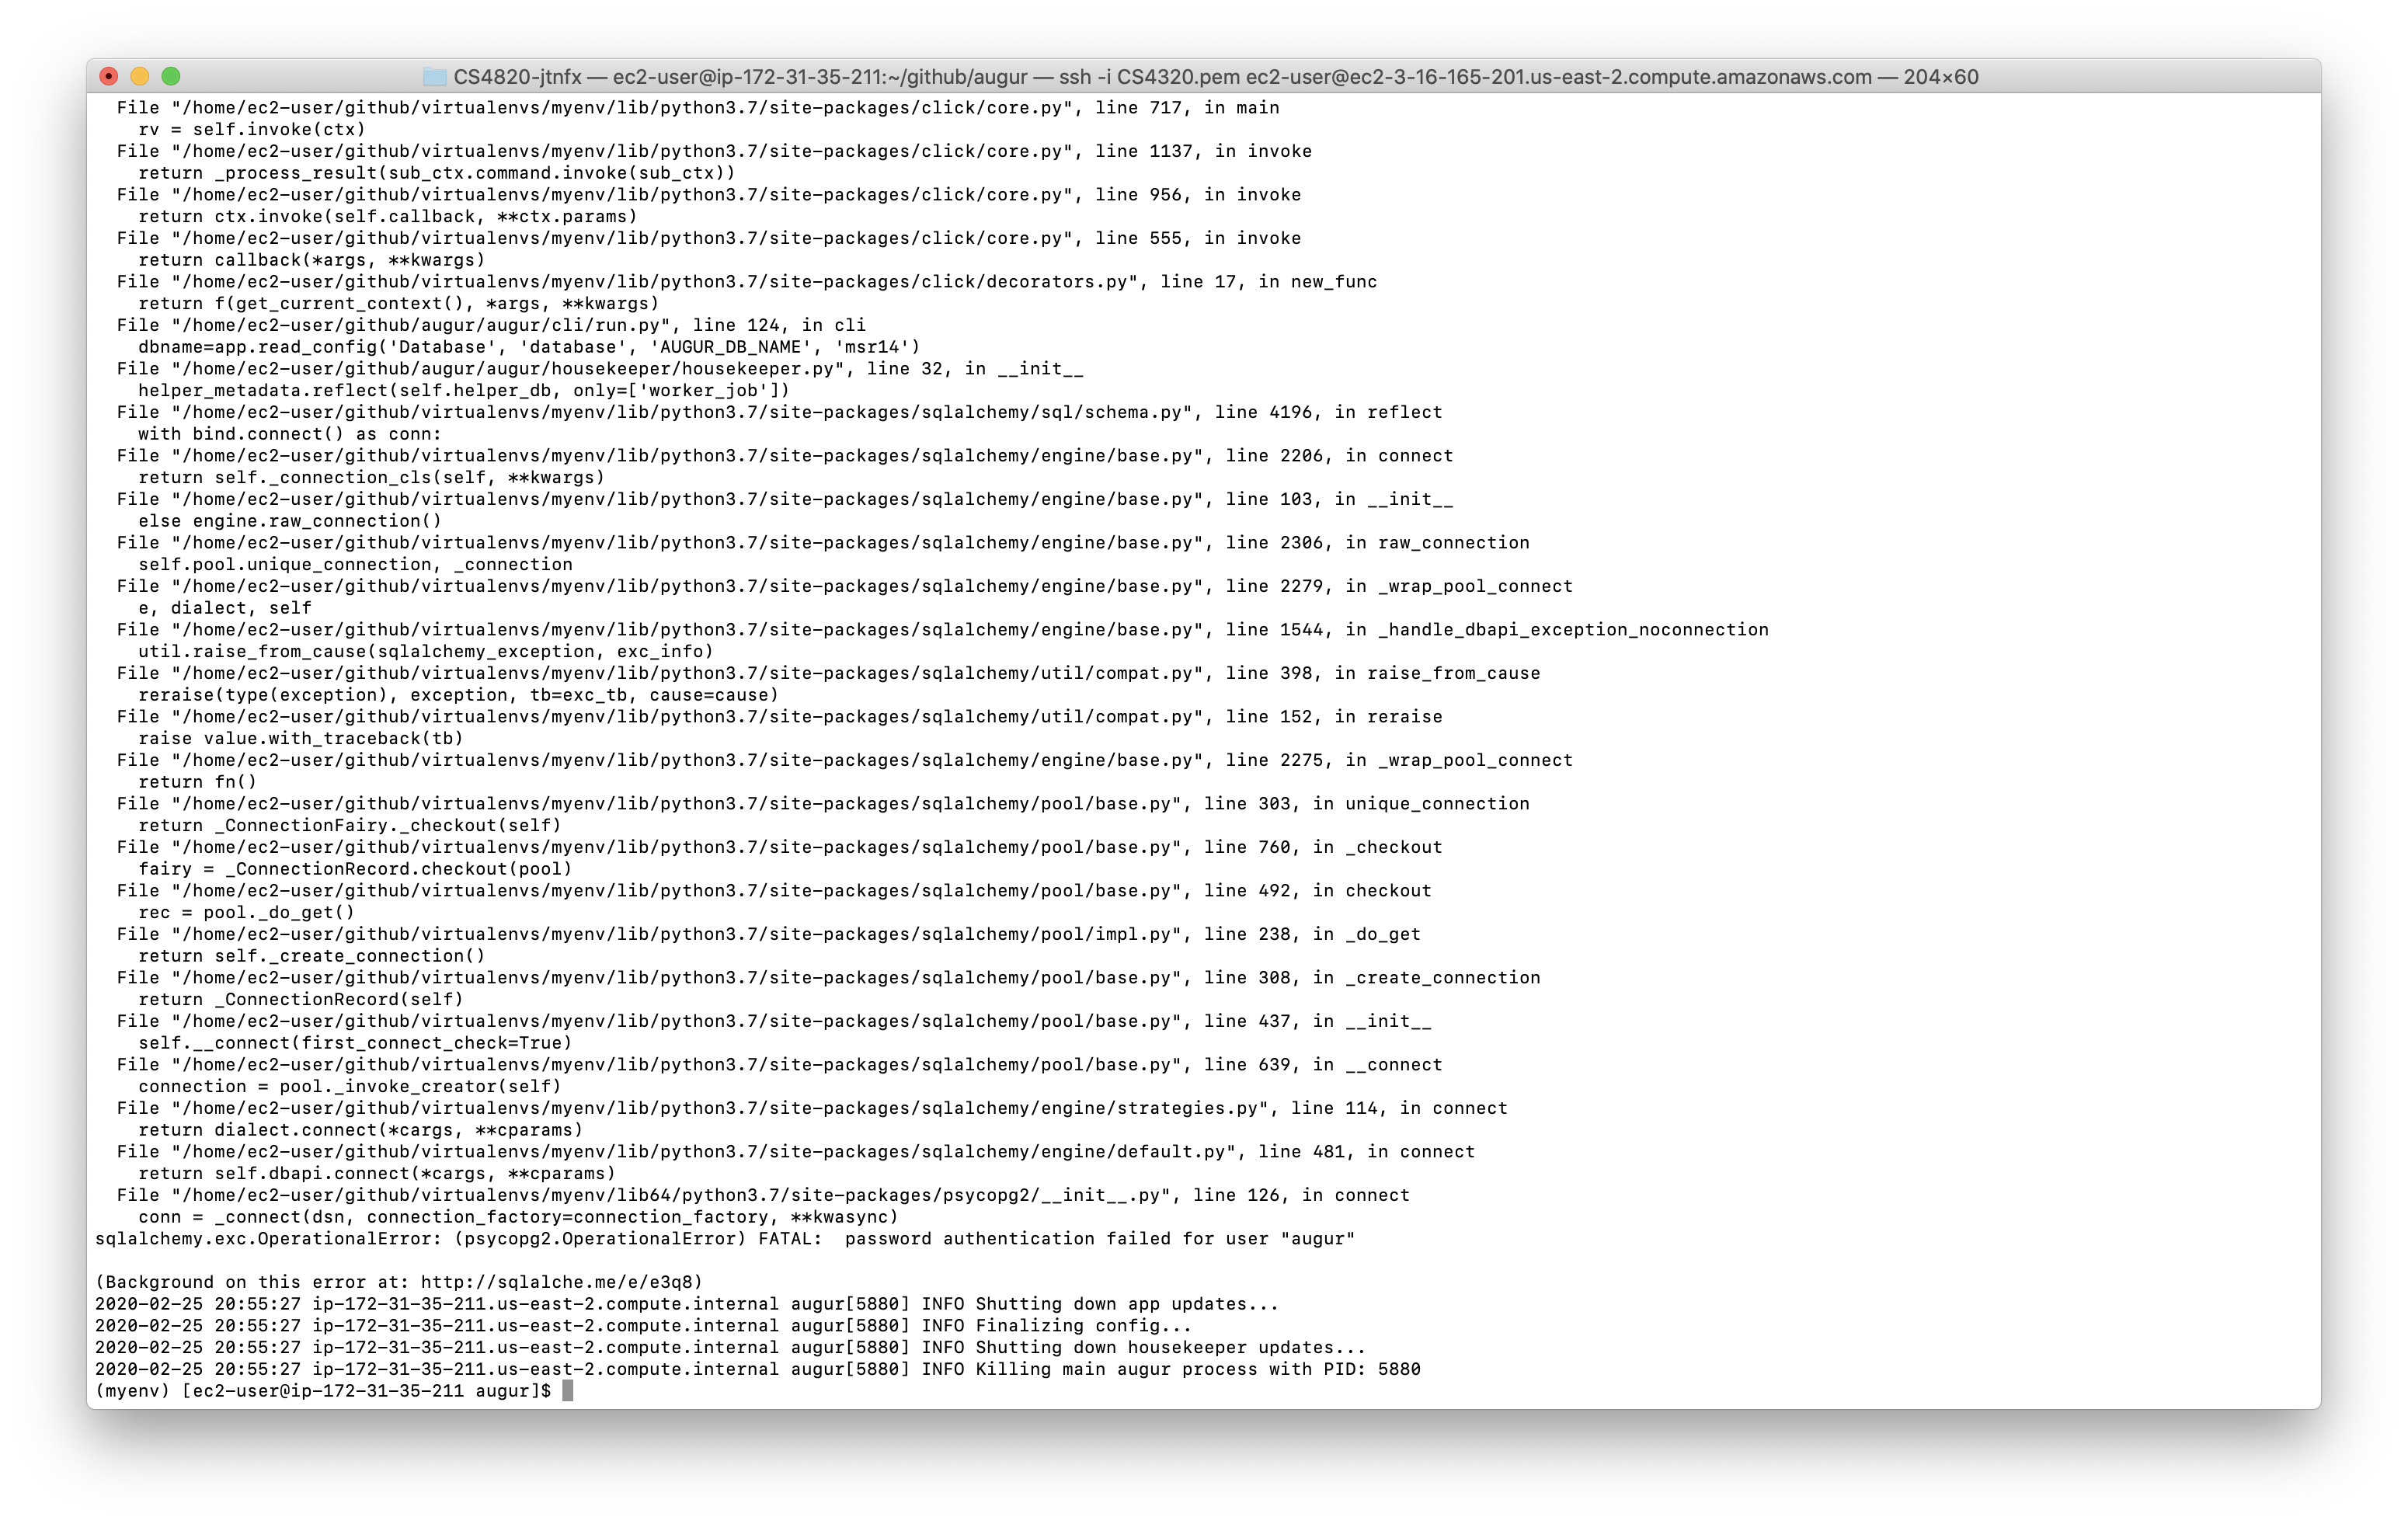 CS4820-jtnfx — ec2-user@ip-172-31-35-211:~/github/augur — ssh -i CS4320.pem ec2-user@ec2-3-16-165-201.us-east-2.compute.amazonaws.com — 204×60
  File "/home/ec2-user/github/virtualenvs/myenv/lib/python3.7/site-packages/click/core.py", line 717, in main
    rv = self.invoke(ctx)
  File "/home/ec2-user/github/virtualenvs/myenv/lib/python3.7/site-packages/click/core.py", line 1137, in invoke
    return _process_result(sub_ctx.command.invoke(sub_ctx))
  File "/home/ec2-user/github/virtualenvs/myenv/lib/python3.7/site-packages/click/core.py", line 956, in invoke
    return ctx.invoke(self.callback, **ctx.params)
  File "/home/ec2-user/github/virtualenvs/myenv/lib/python3.7/site-packages/click/core.py", line 555, in invoke
    return callback(*args, **kwargs)
  File "/home/ec2-user/github/virtualenvs/myenv/lib/python3.7/site-packages/click/decorators.py", line 17, in new_func
    return f(get_current_context(), *args, **kwargs)
  File "/home/ec2-user/github/augur/augur/cli/run.py", line 124, in cli
    dbname=app.read_config('Database', 'database', 'AUGUR_DB_NAME', 'msr14')
  File "/home/ec2-user/github/augur/augur/housekeeper/housekeeper.py", line 32, in __init__
    helper_metadata.reflect(self.helper_db, only=['worker_job'])
  File "/home/ec2-user/github/virtualenvs/myenv/lib/python3.7/site-packages/sqlalchemy/sql/schema.py", line 4196, in reflect
    with bind.connect() as conn:
  File "/home/ec2-user/github/virtualenvs/myenv/lib/python3.7/site-packages/sqlalchemy/engine/base.py", line 2206, in connect
    return self._connection_cls(self, **kwargs)
  File "/home/ec2-user/github/virtualenvs/myenv/lib/python3.7/site-packages/sqlalchemy/engine/base.py", line 103, in __init__
    else engine.raw_connection()
  File "/home/ec2-user/github/virtualenvs/myenv/lib/python3.7/site-packages/sqlalchemy/engine/base.py", line 2306, in raw_connection
    self.pool.unique_connection, _connection
  File "/home/ec2-user/github/virtualenvs/myenv/lib/python3.7/site-packages/sqlalchemy/engine/base.py", line 2279, in _wrap_pool_connect
    e, dialect, self
  File "/home/ec2-user/github/virtualenvs/myenv/lib/python3.7/site-packages/sqlalchemy/engine/base.py", line 1544, in _handle_dbapi_exception_noconnection
    util.raise_from_cause(sqlalchemy_exception, exc_info)
  File "/home/ec2-user/github/virtualenvs/myenv/lib/python3.7/site-packages/sqlalchemy/util/compat.py", line 398, in raise_from_cause
    reraise(type(exception), exception, tb=exc_tb, cause=cause)
  File "/home/ec2-user/github/virtualenvs/myenv/lib/python3.7/site-packages/sqlalchemy/util/compat.py", line 152, in reraise
    raise value.with_traceback(tb)
  File "/home/ec2-user/github/virtualenvs/myenv/lib/python3.7/site-packages/sqlalchemy/engine/base.py", line 2275, in _wrap_pool_connect
    return fn()
  File "/home/ec2-user/github/virtualenvs/myenv/lib/python3.7/site-packages/sqlalchemy/pool/base.py", line 303, in unique_connection
    return _ConnectionFairy._checkout(self)
  File "/home/ec2-user/github/virtualenvs/myenv/lib/python3.7/site-packages/sqlalchemy/pool/base.py", line 760, in _checkout
    fairy = _ConnectionRecord.checkout(pool)
  File "/home/ec2-user/github/virtualenvs/myenv/lib/python3.7/site-packages/sqlalchemy/pool/base.py", line 492, in checkout
    rec = pool._do_get()
  File "/home/ec2-user/github/virtualenvs/myenv/lib/python3.7/site-packages/sqlalchemy/pool/impl.py", line 238, in _do_get
    return self._create_connection()
  File "/home/ec2-user/github/virtualenvs/myenv/lib/python3.7/site-packages/sqlalchemy/pool/base.py", line 308, in _create_connection
    return _ConnectionRecord(self)
  File "/home/ec2-user/github/virtualenvs/myenv/lib/python3.7/site-packages/sqlalchemy/pool/base.py", line 437, in __init__
    self.__connect(first_connect_check=True)
  File "/home/ec2-user/github/virtualenvs/myenv/lib/python3.7/site-packages/sqlalchemy/pool/base.py", line 639, in __connect
    connection = pool._invoke_creator(self)
  File "/home/ec2-user/github/virtualenvs/myenv/lib/python3.7/site-packages/sqlalchemy/engine/strategies.py", line 114, in connect
    return dialect.connect(*cargs, **cparams)
  File "/home/ec2-user/github/virtualenvs/myenv/lib/python3.7/site-packages/sqlalchemy/engine/default.py", line 481, in connect
    return self.dbapi.connect(*cargs, **cparams)
  File "/home/ec2-user/github/virtualenvs/myenv/lib64/python3.7/site-packages/psycopg2/__init__.py", line 126, in connect
    conn = _connect(dsn, connection_factory=connection_factory, **kwasync)
sqlalchemy.exc.OperationalError: (psycopg2.OperationalError) FATAL:  password authentication failed for user "augur"

(Background on this error at: http://sqlalche.me/e/e3q8)
2020-02-25 20:55:27 ip-172-31-35-211.us-east-2.compute.internal augur[5880] INFO Shutting down app updates...
2020-02-25 20:55:27 ip-172-31-35-211.us-east-2.compute.internal augur[5880] INFO Finalizing config...
2020-02-25 20:55:27 ip-172-31-35-211.us-east-2.compute.internal augur[5880] INFO Shutting down housekeeper updates...
2020-02-25 20:55:27 ip-172-31-35-211.us-east-2.compute.internal augur[5880] INFO Killing main augur process with PID: 5880
(myenv) [ec2-user@ip-172-31-35-211 augur]$